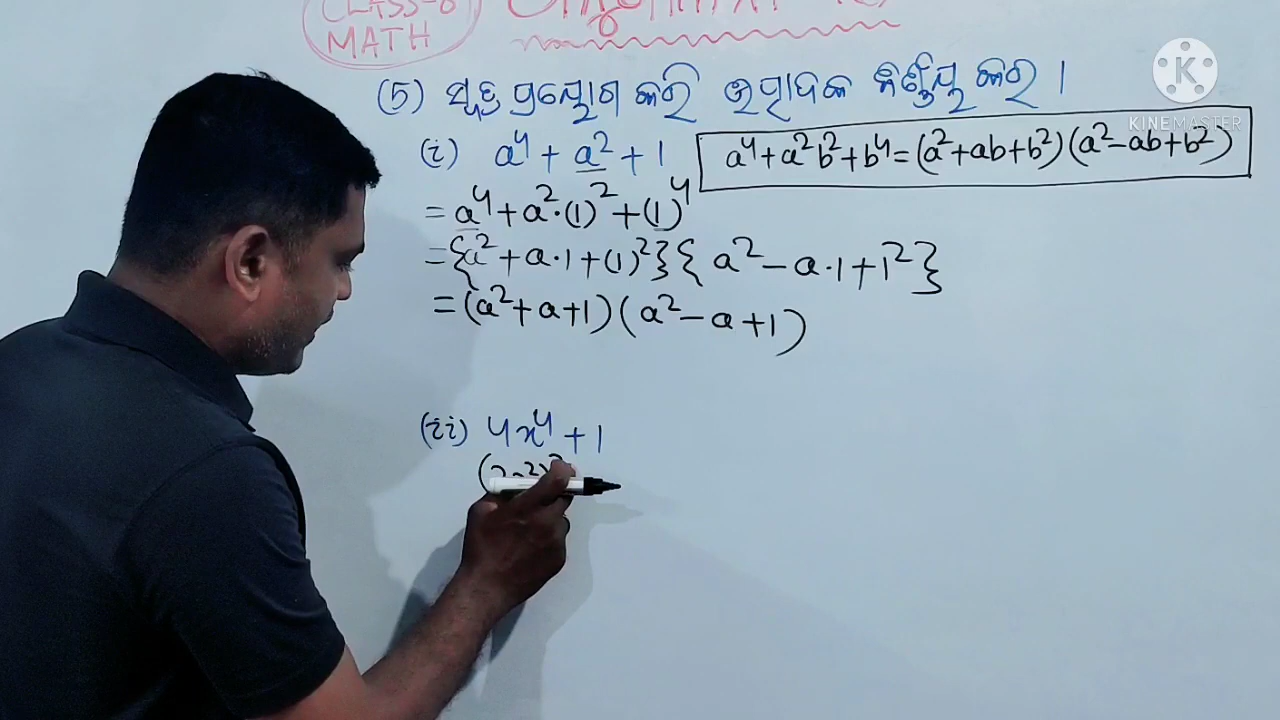 CLASS-8
MATH
(5) ସୂତ୍ର ପ୍ରୟୋଗ କରି ଉତ୍ପାଦକ ନିର୍ଣ୍ଣୟ କର ।
KINEMASTER
(i) a⁴ + a² + 1
a⁴ + a²b² + b⁴ = (a² + ab + b²) (a² - ab + b²)
= a⁴ + a²·(1)² + (1)⁴
= {a² + a·1 + (1)²} { a² - a·1 + 1² }
= (a² + a + 1) (a² - a + 1)
(ii) 4x⁴ + 1